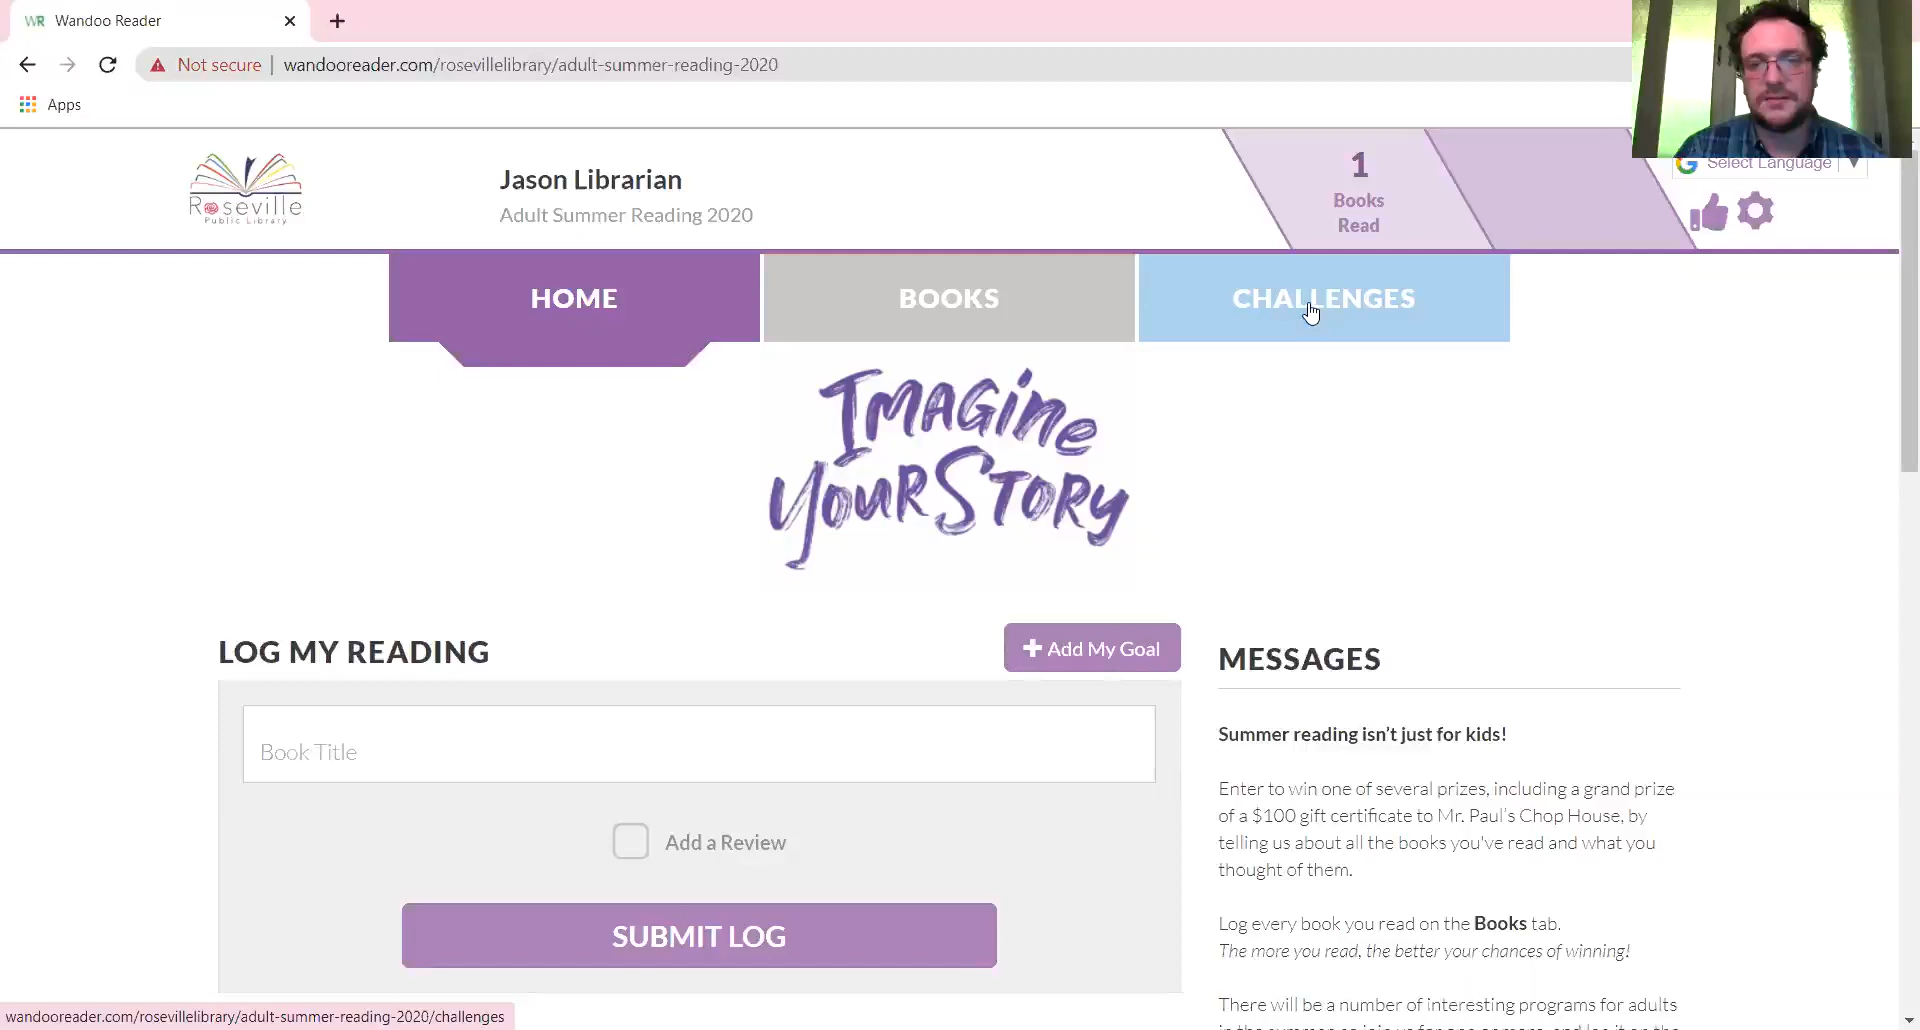 WR Wandoo Reader
Not secure | wandooreader.com/rosevillelibrary/adult-summer-reading-2020
Apps
Roseville
Public Library
Jason Librarian
Adult Summer Reading 2020
1
Books
Read
Select Language
HOME
BOOKS
CHALLENGES
IMAGINE
YOUR STORY
LOG MY READING
Add My Goal
Book Title
Add a Review
SUBMIT LOG
MESSAGES
Summer reading isn't just for kids!
Enter to win one of several prizes, including a grand prize
of a $100 gift certificate to Mr. Paul's Chop House, by
telling us about all the books you've read and what you
thought of them.
Log every book you read on the Books tab.
The more you read, the better your chances of winning!
There will be a number of interesting programs for adults
wandooreader.com/rosevillelibrary/adult-summer-reading-2020/challenges